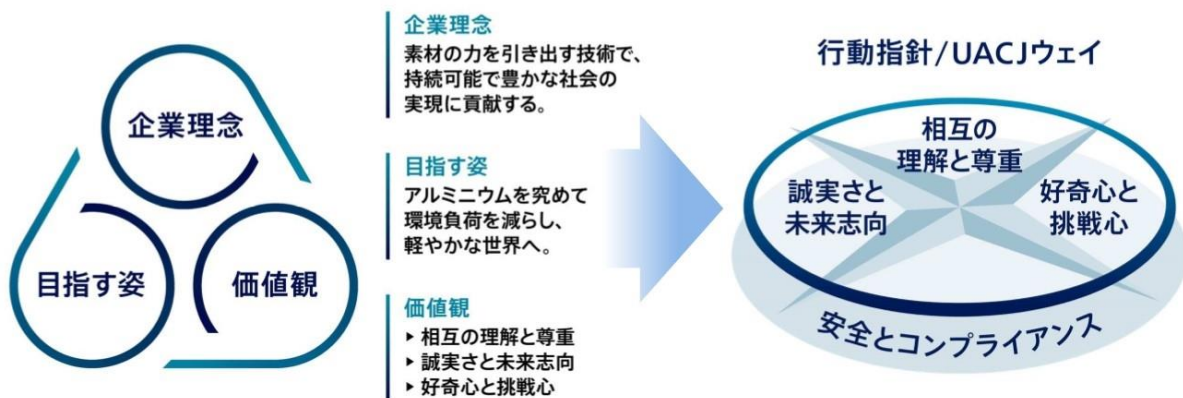 企業理念
目指す姿
価値観
企業理念
素材の力を引き出す技術で、
持続可能で豊かな社会の
実現に貢献する。
目指す姿
アルミニウムを究めて
環境負荷を減らし、
軽やかな世界へ。
価値観
▶ 相互の理解と尊重
▶ 誠実さと未来志向
▶ 好奇心と挑戦心
行動指針/UACJウェイ
相互の
理解と尊重
誠実さと
未来志向
好奇心と
挑戦心
安全とコンプライアンス